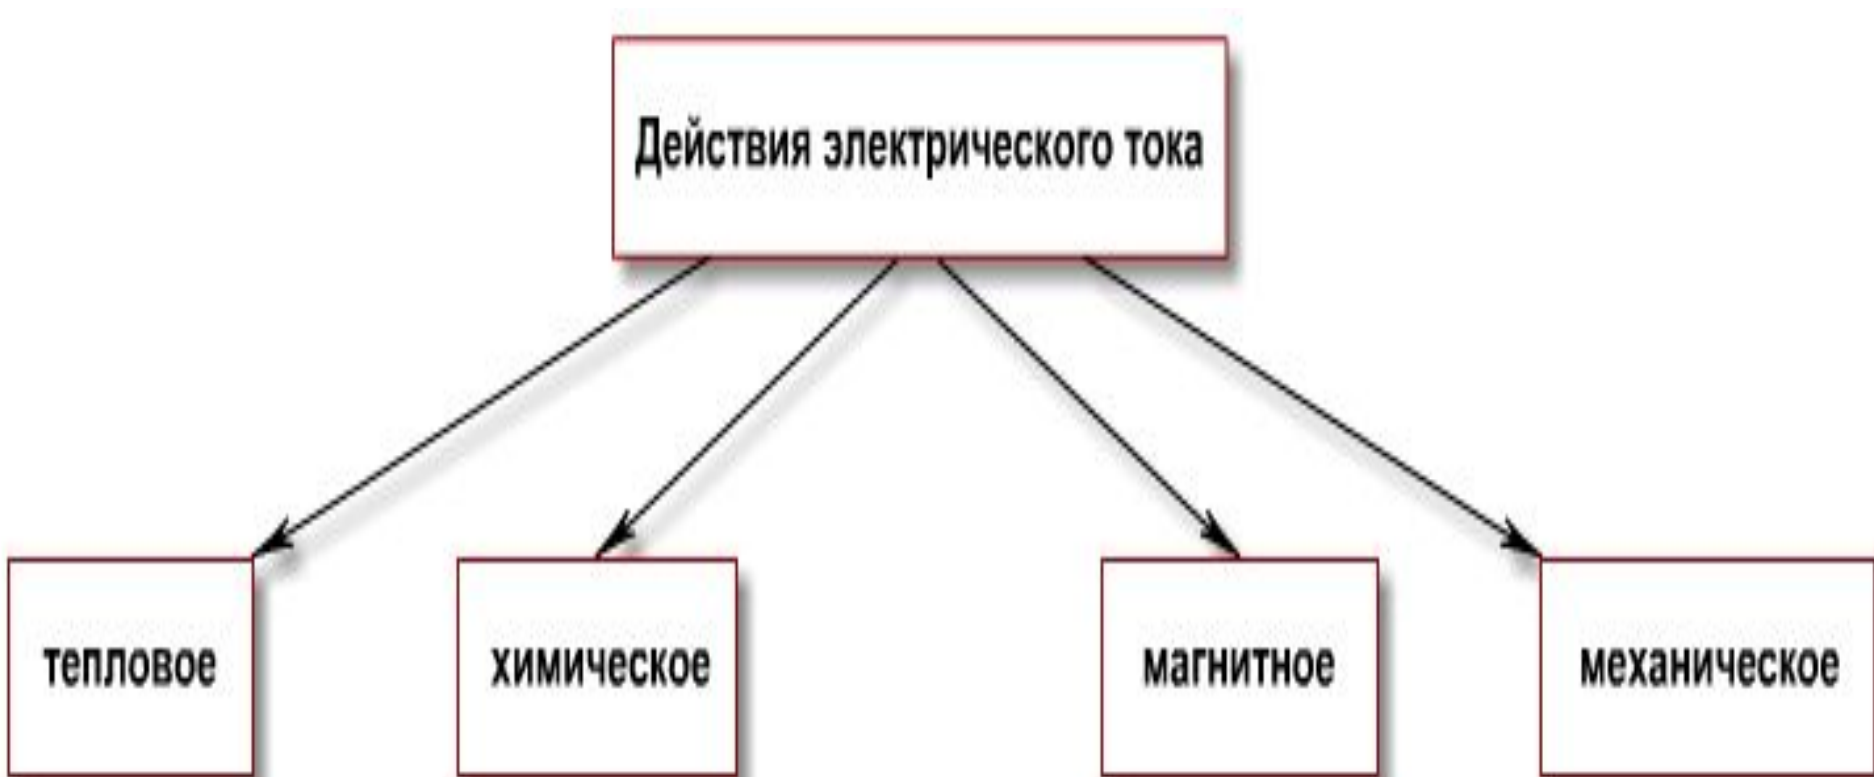 Действия электрического тока
тепловое
химическое
магнитное
механическое